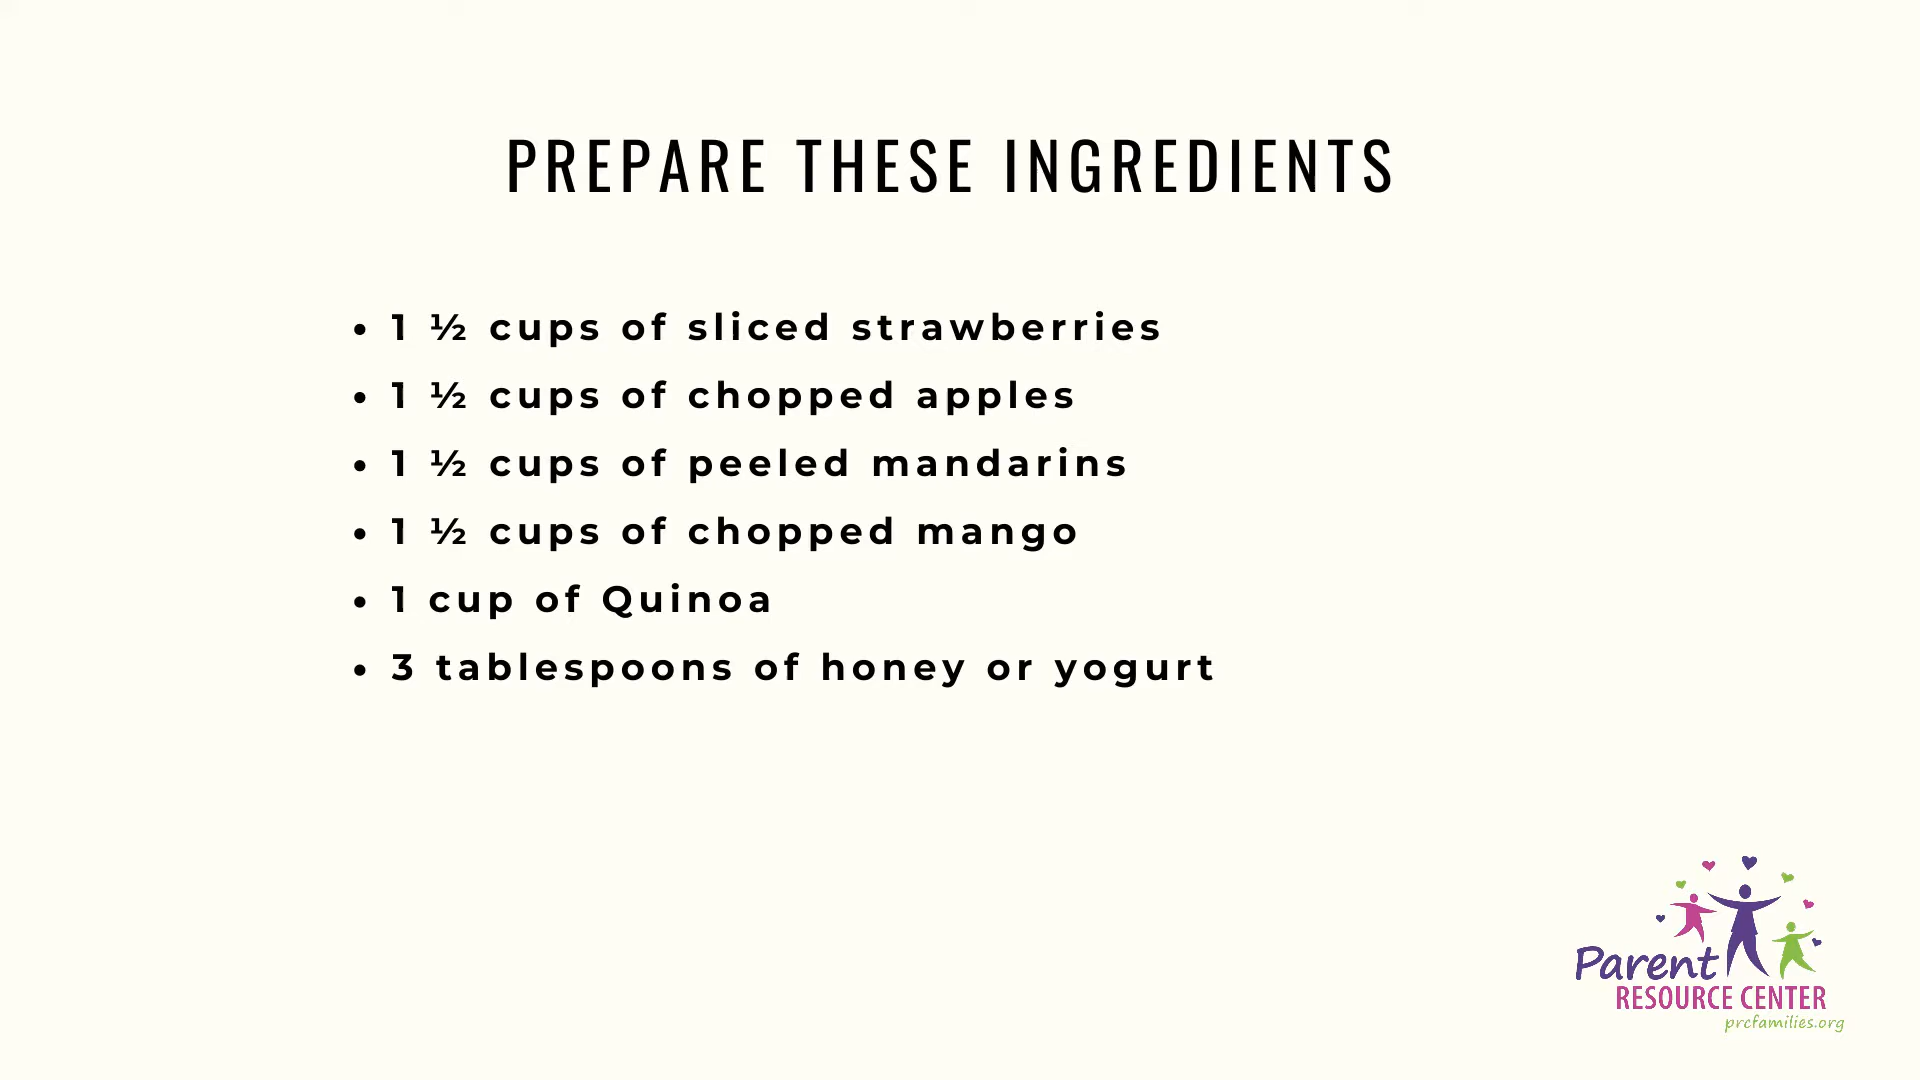 PREPARE THESE INGREDIENTS
• 1 ½ cups of sliced strawberries
• 1 ½ cups of chopped apples
• 1 ½ cups of peeled mandarins
• 1 ½ cups of chopped mango
• 1 cup of Quinoa
• 3 tablespoons of honey or yogurt
Parent
RESOURCE CENTER
prcfamilies.org